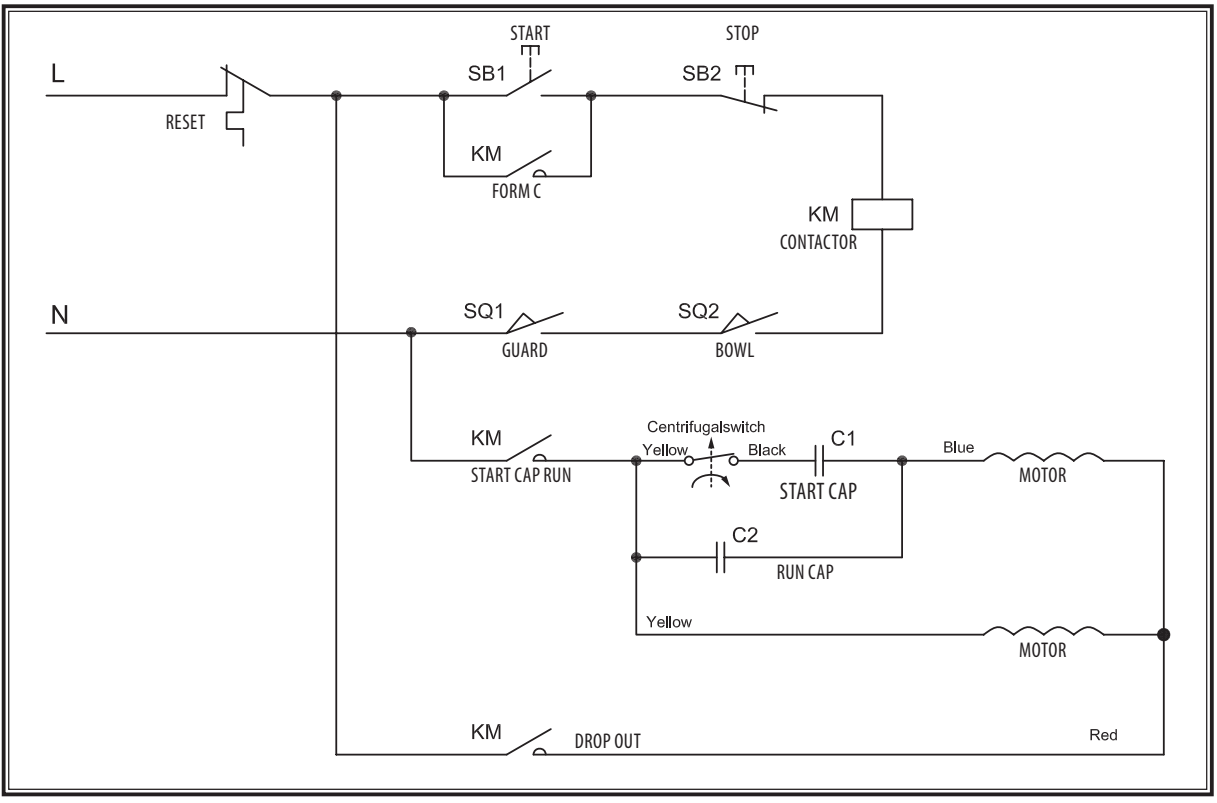 START
STOP
L
SB1
SB2
RESET
KM
FORM C
KM
CONTACTOR
N
SQ1
SQ2
GUARD
BOWL
KM
START CAP RUN
Centrifugalswitch
Yellow
Black
C1
START CAP
Blue
MOTOR
C2
RUN CAP
Yellow
MOTOR
KM
DROP OUT
Red